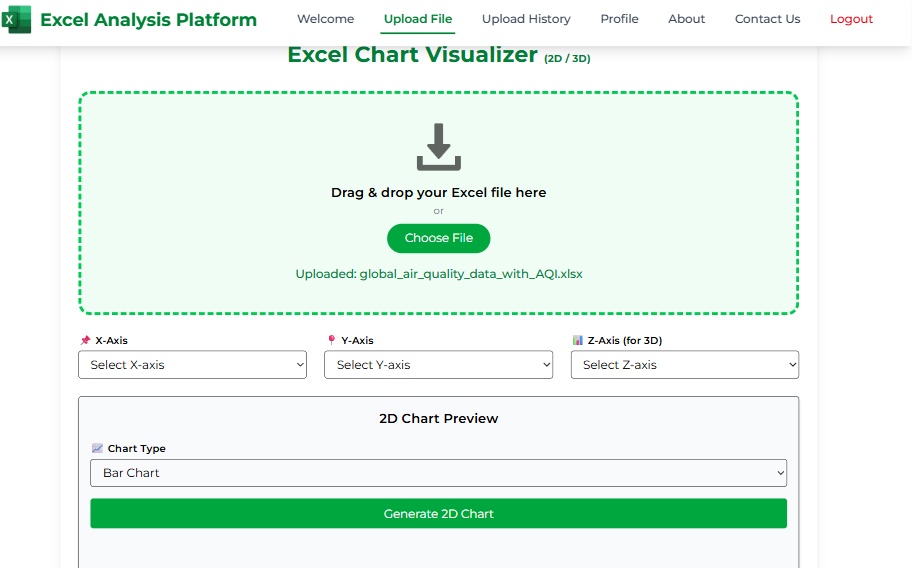 X Excel Analysis Platform Welcome Upload File Upload History Profile About Contact Us Logout
Excel Chart Visualizer (2D / 3D)
Drag & drop your Excel file here
or
Choose File
Uploaded: global_air_quality_data_with_AQI.xlsx
X-Axis Y-Axis Z-Axis (for 3D)
Select X-axis Select Y-axis Select Z-axis
2D Chart Preview
Chart Type
Bar Chart
Generate 2D Chart